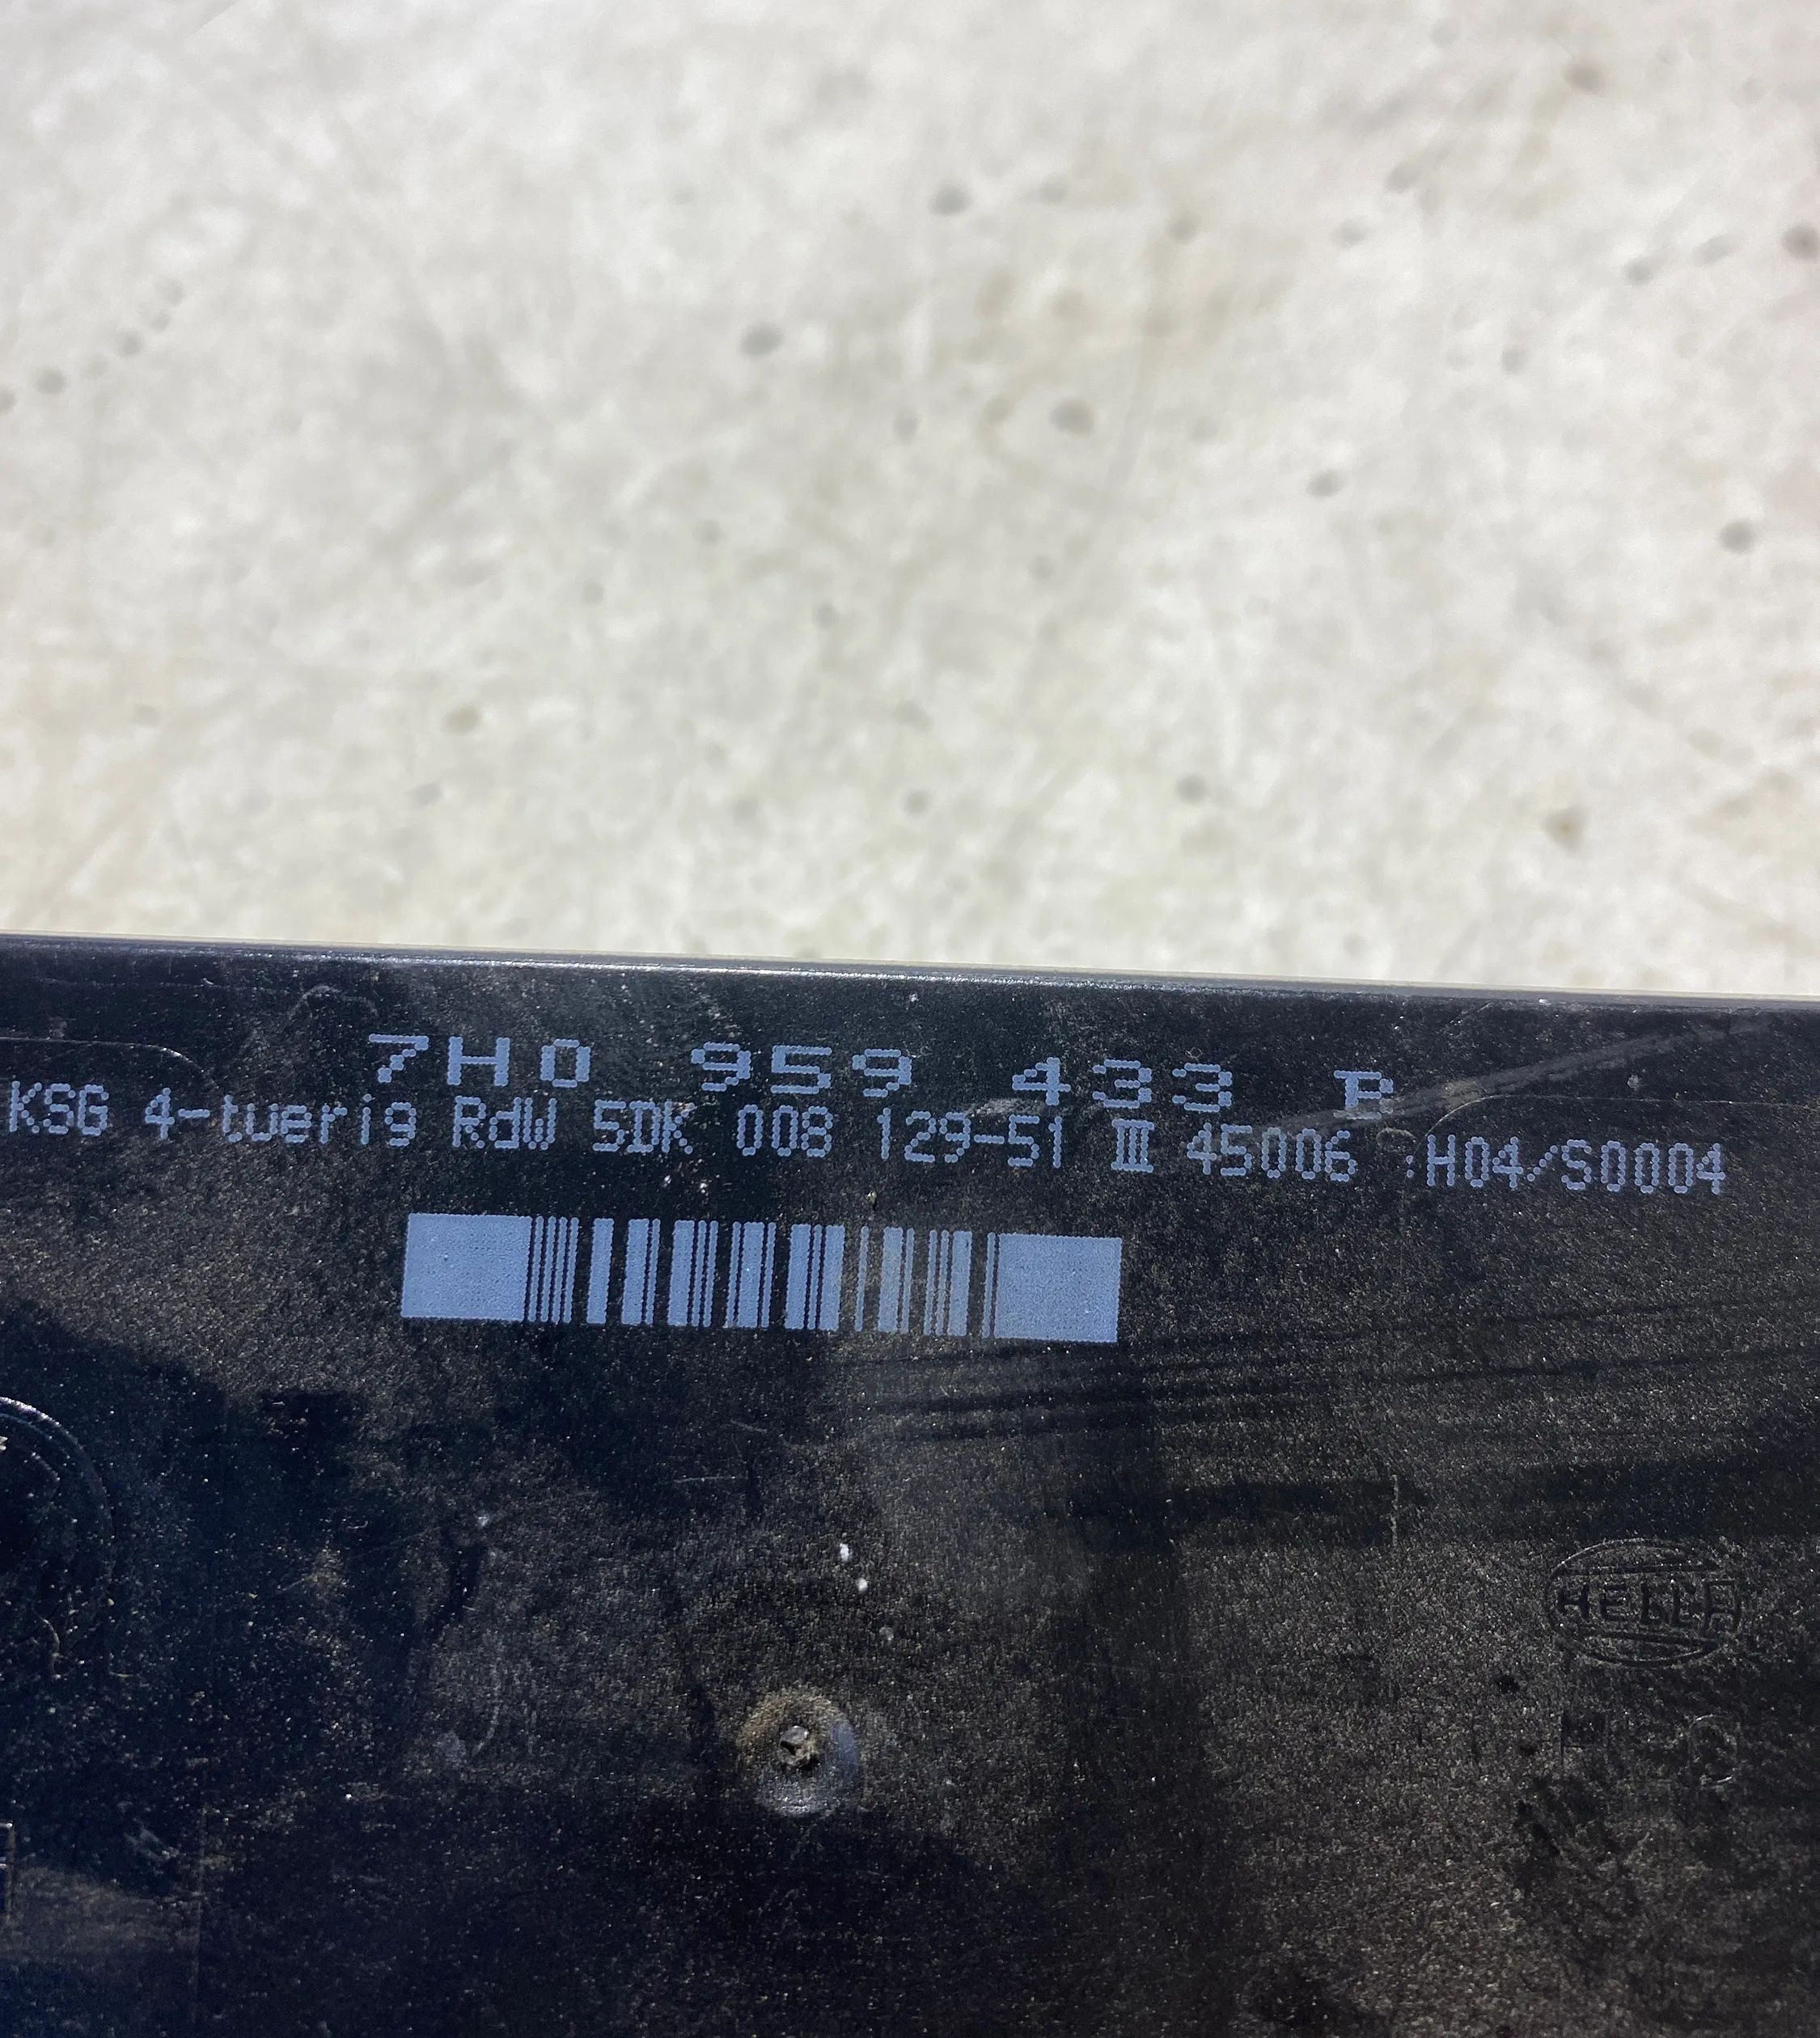 7H0 959 433 B
KSG 4-tuerig RdW 5DK 008 129-51 III 45006 :H04/S0004
HELLA